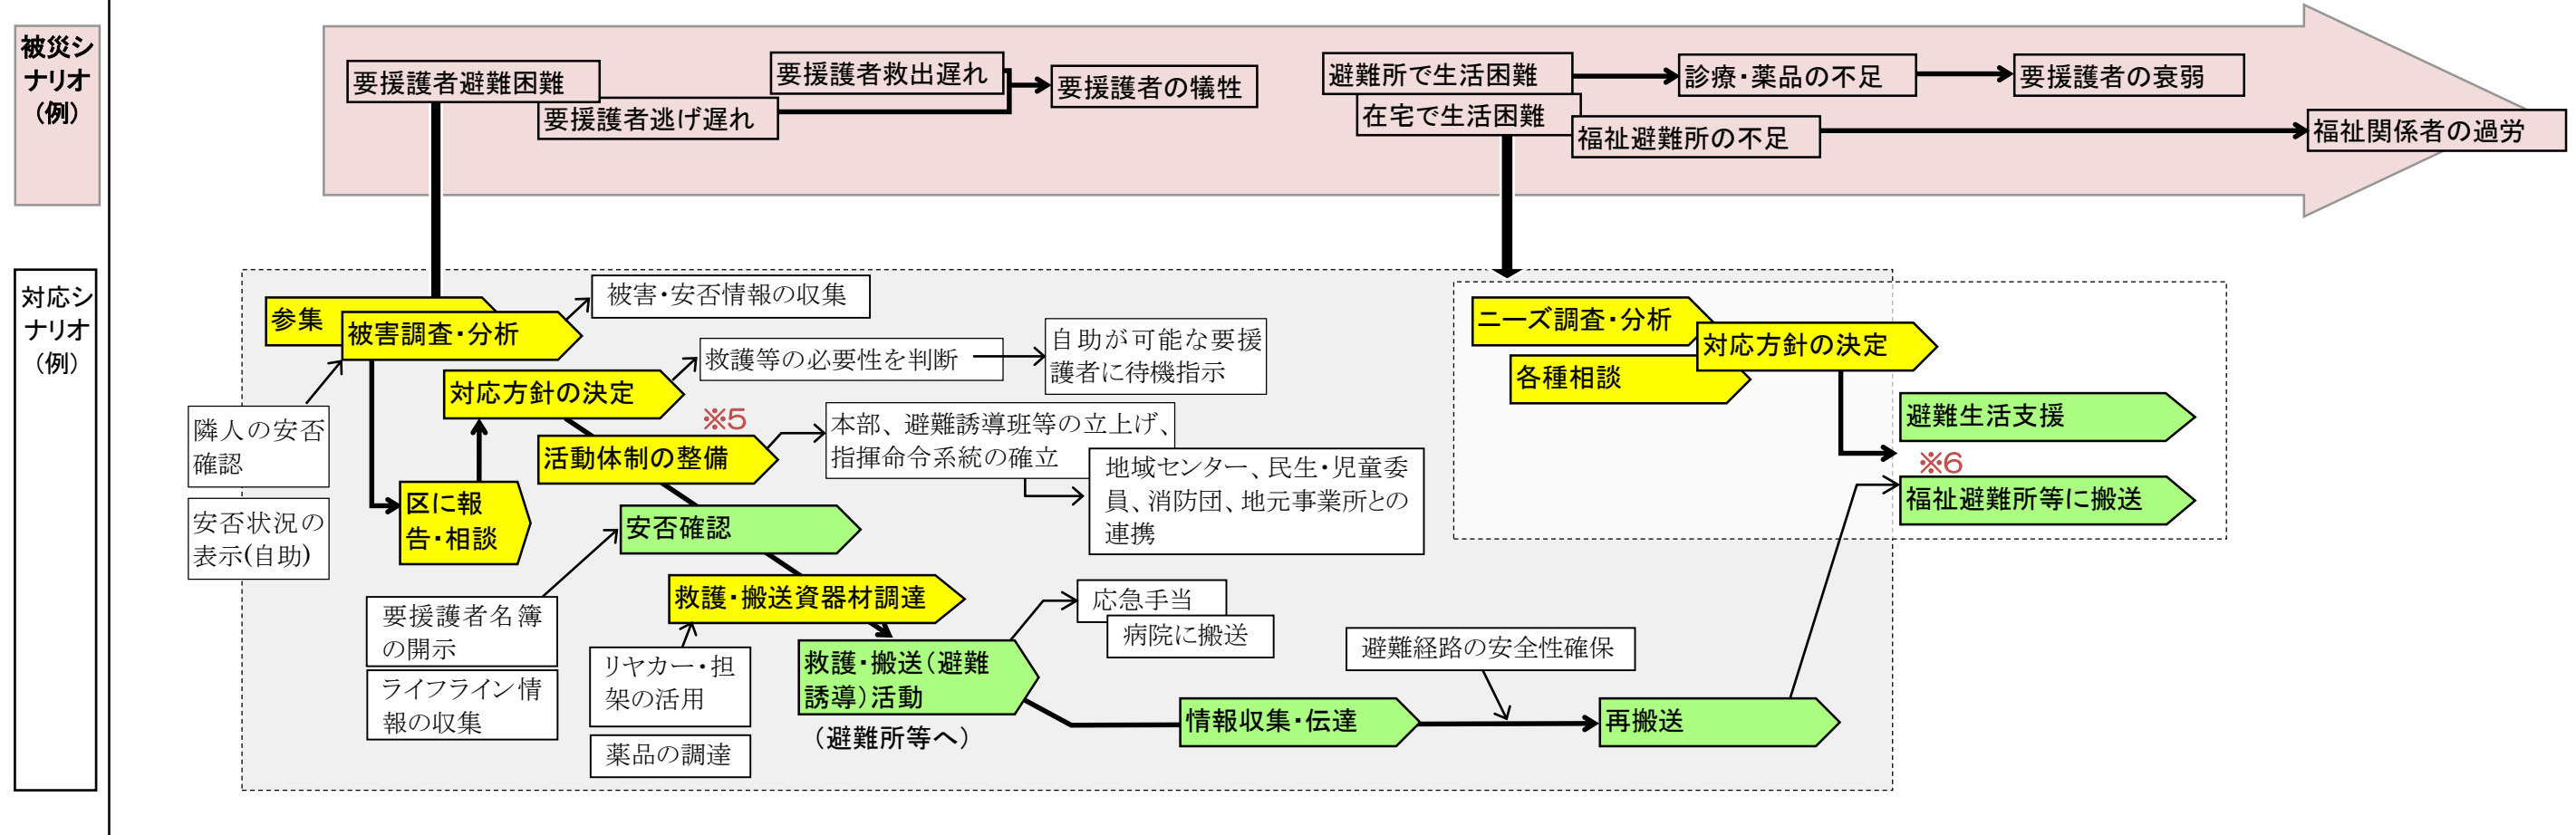 被災シ
ナリオ
(例)
要援護者避難困難
要援護者逃げ遅れ
要援護者救出遅れ
要援護者の犠牲
避難所で生活困難
在宅で生活困難
福祉避難所の不足
診療・薬品の不足
要援護者の衰弱
福祉関係者の過労
対応シ
ナリオ
(例)
参集
被害調査・分析
被害・安否情報の収集
隣人の安否
確認
安否状況の
表示(自助)
区に報
告・相談
対応方針の決定
救護等の必要性を判断
自助が可能な要援
護者に待機指示
※5
活動体制の整備
本部、避難誘導班等の立上げ、
指揮命令系統の確立
地域センター、民生・児童委
員、消防団、地元事業所との
連携
安否確認
要援護者名簿
の開示
ライフライン情
報の収集
救護・搬送資器材調達
リヤカー・担
架の活用
薬品の調達
救護・搬送(避難
誘導)活動
(避難所等へ)
応急手当
病院に搬送
情報収集・伝達
避難経路の安全性確保
再搬送
ニーズ調査・分析
各種相談
対応方針の決定
避難生活支援
※6
福祉避難所等に搬送